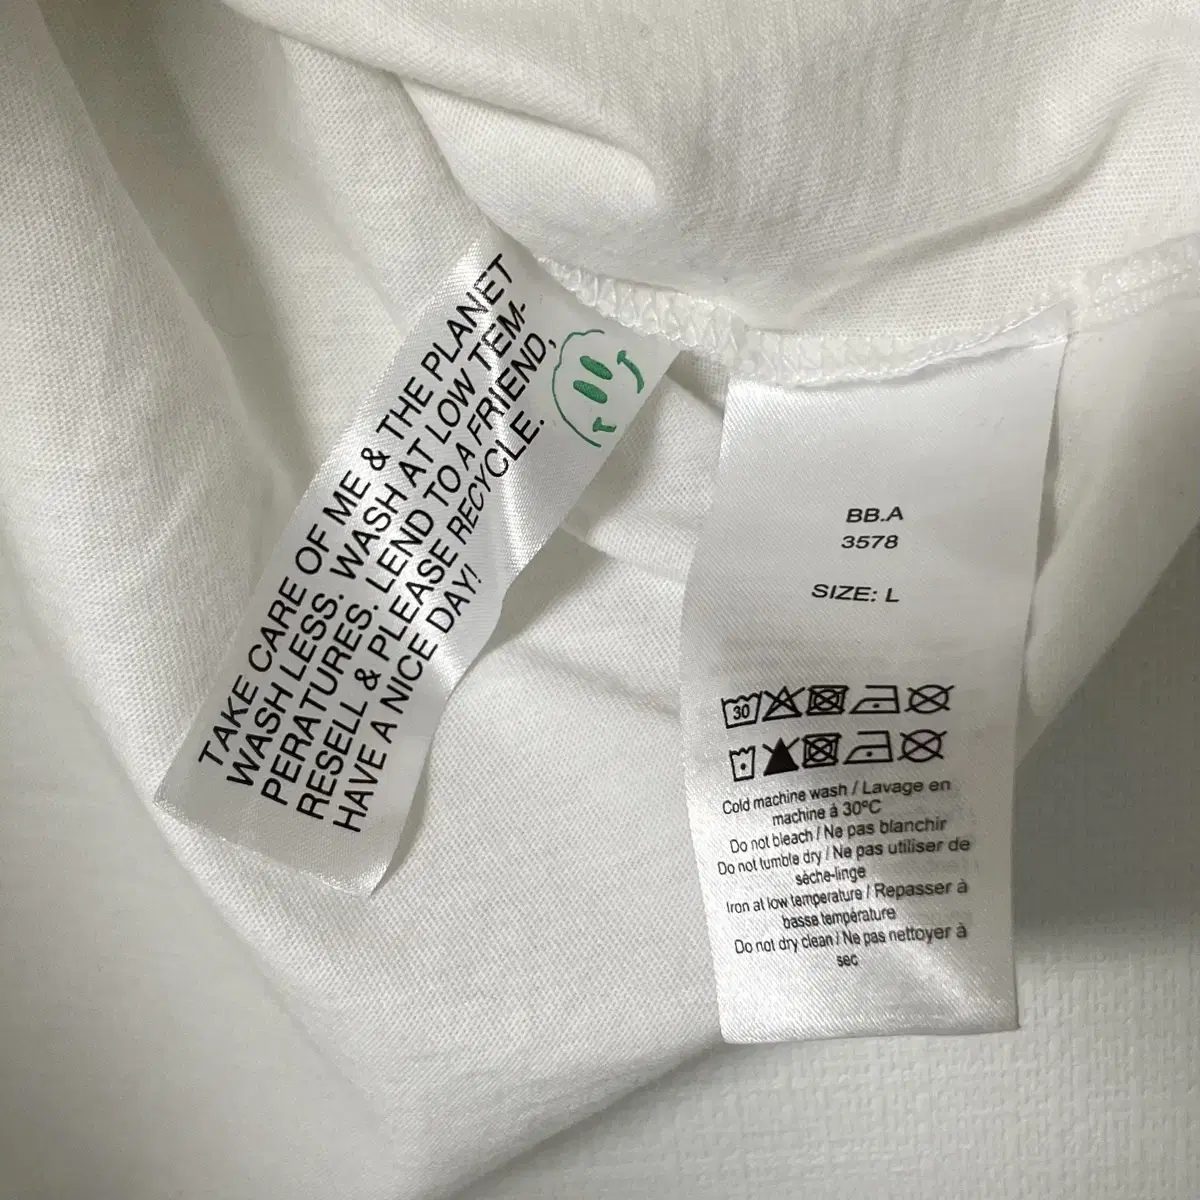 TAKE CARE OF ME & THE PLANET
WASH LESS. WASH AT LOW TEM-
PERATURES. LEND TO A FRIEND,
RESELL & PLEASE RECYCLE.
HAVE A NICE DAY!
BB.A
3578
SIZE: L
30
Cold machine wash / Lavage en
machine à 30°C
Do not bleach / Ne pas blanchir
Do not tumble dry / Ne pas utiliser de
sèche-linge
Iron at low temperature / Repasser à
basse température
Do not dry clean / Ne pas nettoyer à
sec